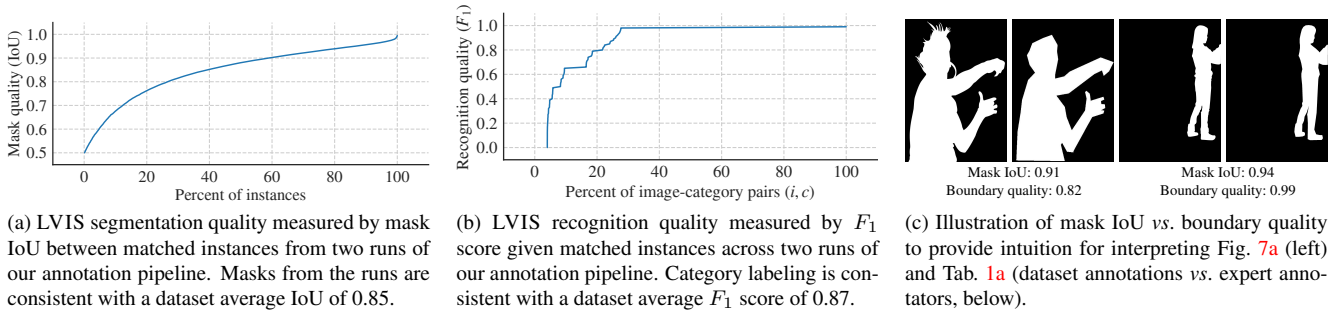 Mask quality (IoU)
1.0
0.9
0.8
0.7
0.6
0.5
0
20
40
60
80
100
Percent of instances
(a) LVIS segmentation quality measured by mask
IoU between matched instances from two runs of
our annotation pipeline. Masks from the runs are
consistent with a dataset average IoU of 0.85.
Recognition quality (F₁)
1.0
0.8
0.6
0.4
0.2
0.0
0
20
40
60
80
100
Percent of image-category pairs (i, c)
(b) LVIS recognition quality measured by F₁
score given matched instances across two runs of
our annotation pipeline. Category labeling is con-
sistent with a dataset average F₁ score of 0.87.
Mask IoU: 0.91
Boundary quality: 0.82
Mask IoU: 0.94
Boundary quality: 0.99
(c) Illustration of mask IoU vs. boundary quality
to provide intuition for interpreting Fig. 7a (left)
and Tab. 1a (dataset annotations vs. expert anno-
tators, below).